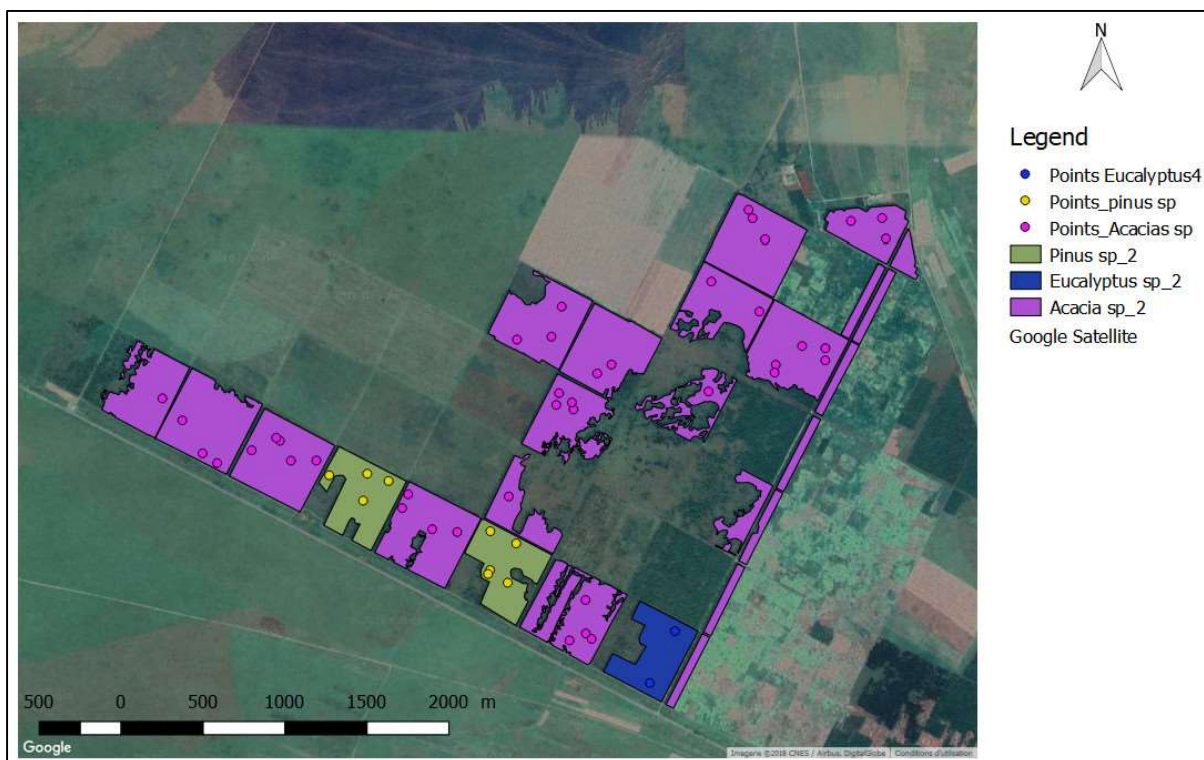 N
Legend
Points Eucalyptus4
Points_pinus sp
Points_Acacias sp
Pinus sp_2
Eucalyptus sp_2
Acacia sp_2
Google Satellite
500 0 500 1000 1500 2000 m
Google
Imagerie ©2018 CNES / Airbus, DigitalGlobe Conditions d'utilisation